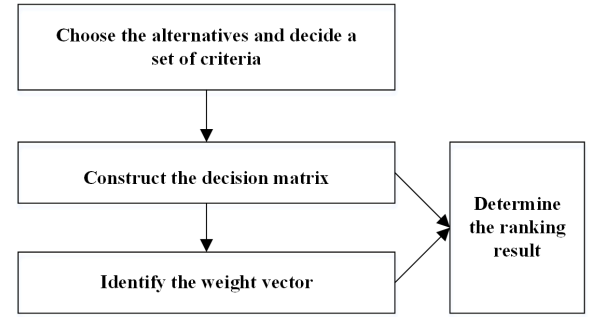 Choose the alternatives and decide a
set of criteria
Construct the decision matrix
Identify the weight vector
Determine
the ranking
result